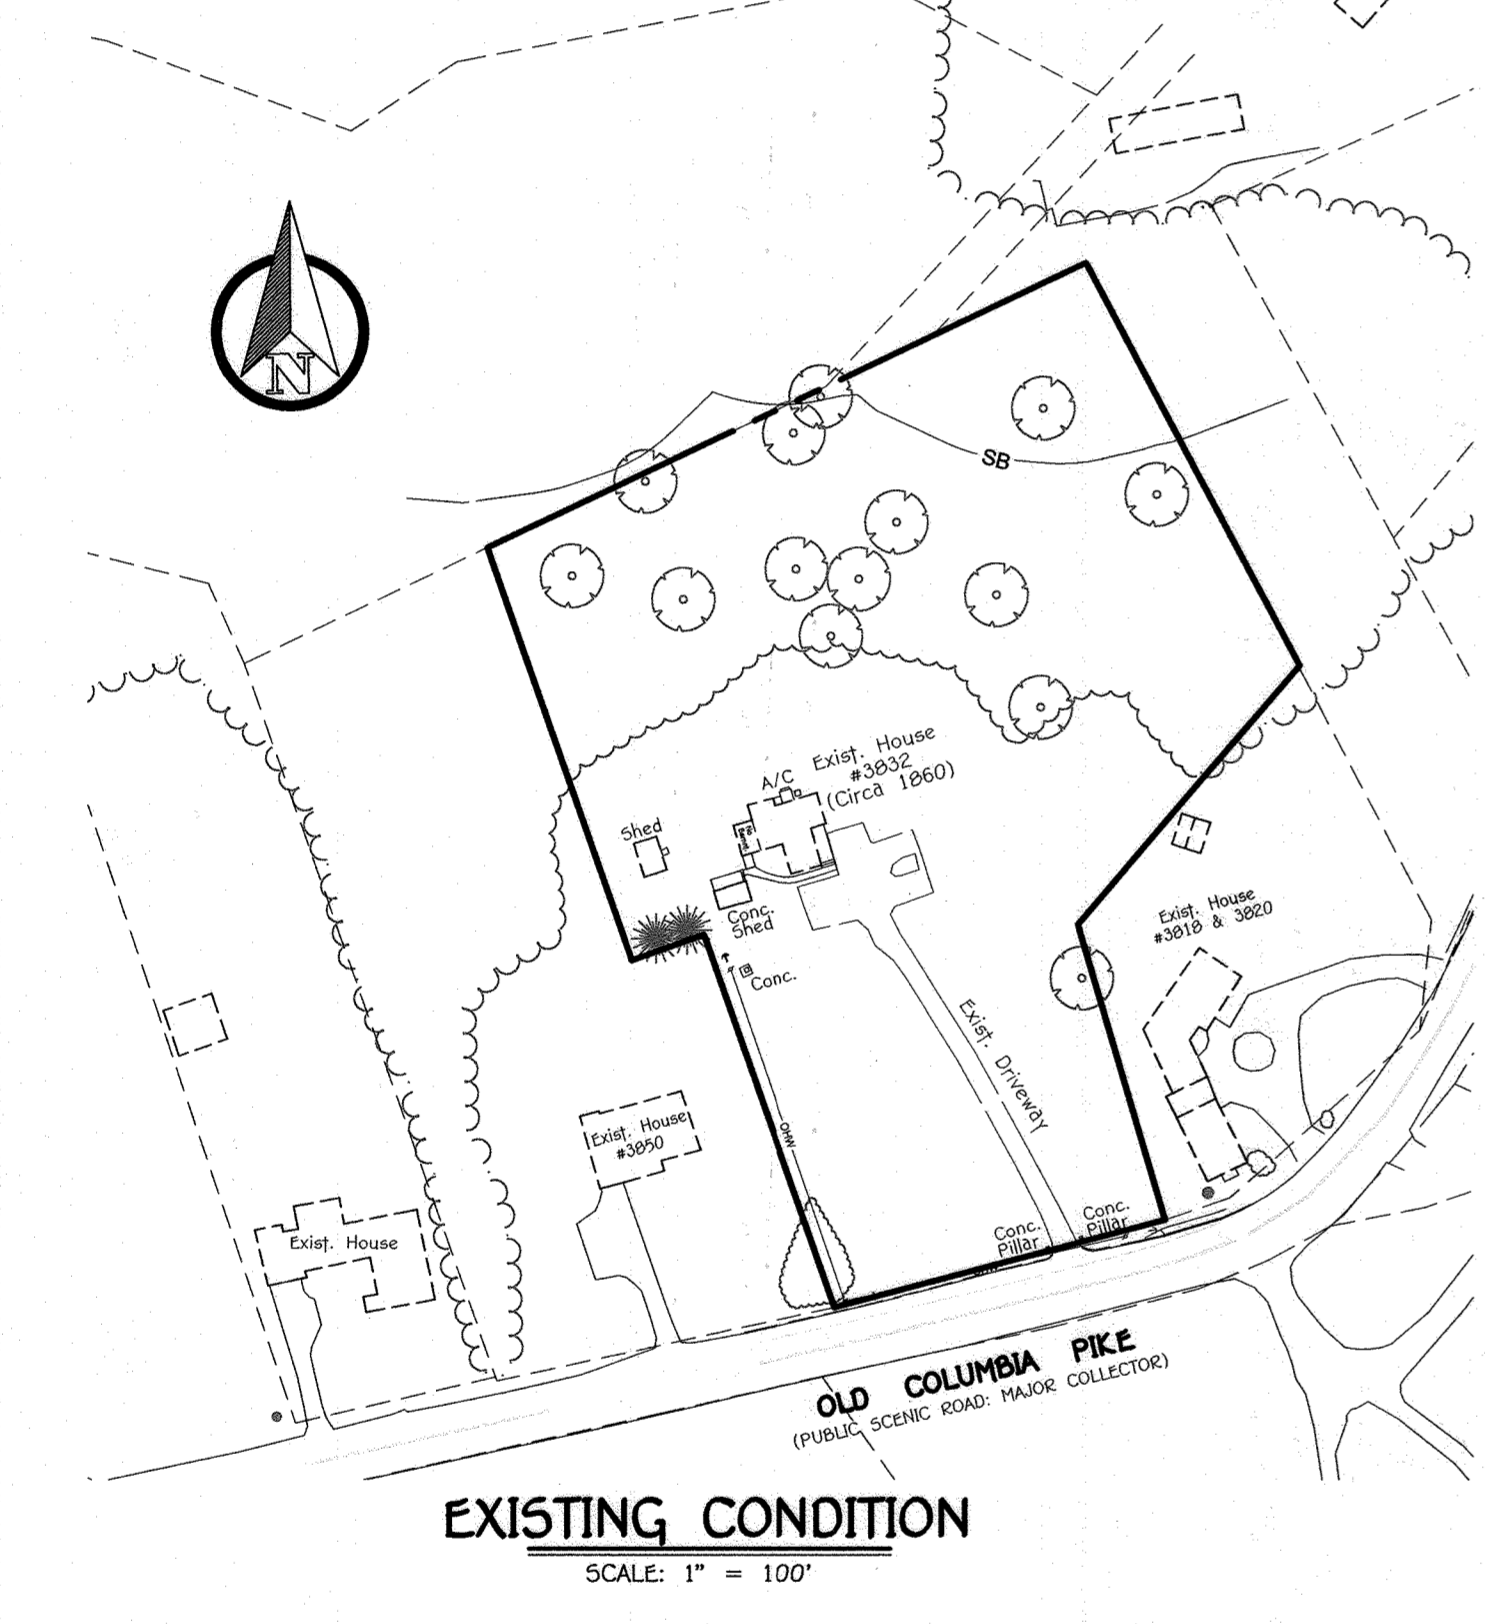 N
SB
A/C
Exist. House
#3832
(Circa 1860)
Shed
Conc.
Shed
Conc.
Exist. House
#3818 & 3820
Exist. Driveway
OHW
Exist. House
#3850
Exist. House
Conc.
Pillar
Conc.
Pillar
OLD COLUMBIA PIKE
(PUBLIC SCENIC ROAD: MAJOR COLLECTOR)
EXISTING CONDITION
SCALE: 1" = 100'